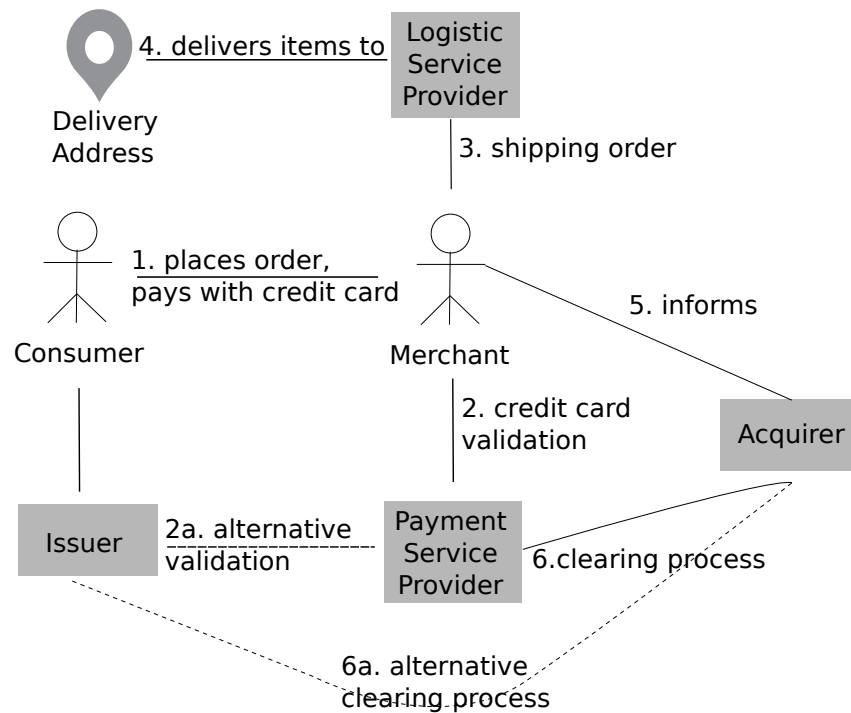 4. delivers items to
Logistic
Service
Provider
Delivery
Address
3. shipping order
1. places order,
pays with credit card
5. informs
Consumer
Merchant
2. credit card
validation
Acquirer
Issuer
2a. alternative
validation
Payment
Service
Provider
6.clearing process
6a. alternative
clearing process